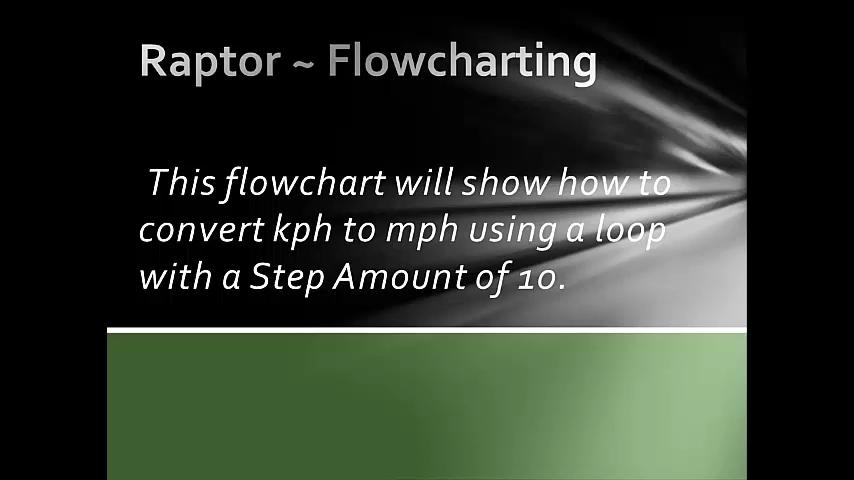 Raptor ~ Flowcharting
This flowchart will show how to
convert kph to mph using a loop
with a Step Amount of 10.